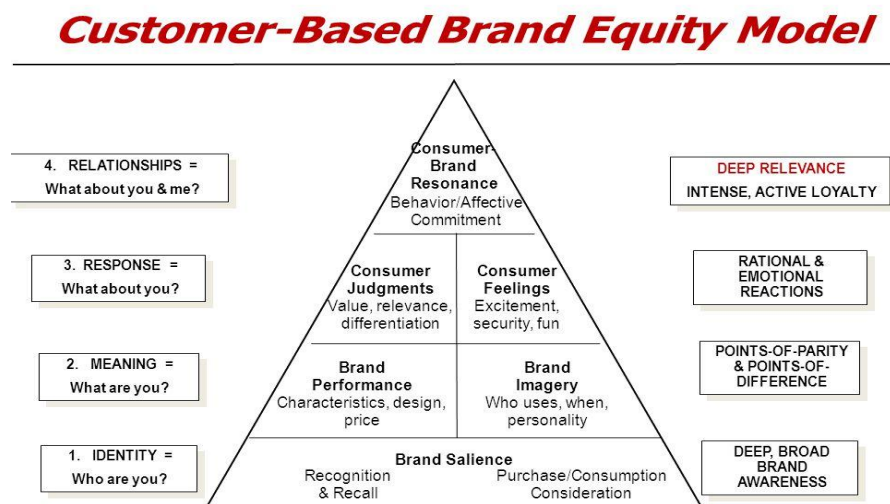 Customer-Based Brand Equity Model
4. RELATIONSHIPS =
What about you & me?
Consumer-
Brand
Resonance
Behavior/Affective
Commitment
DEEP RELEVANCE
INTENSE, ACTIVE LOYALTY
3. RESPONSE =
What about you?
Consumer
Judgments
Value, relevance,
differentiation
Consumer
Feelings
Excitement,
security, fun
RATIONAL &
EMOTIONAL
REACTIONS
2. MEANING =
What are you?
Brand
Performance
Characteristics, design,
price
Brand
Imagery
Who uses, when,
personality
POINTS-OF-PARITY
& POINTS-OF-
DIFFERENCE
1. IDENTITY =
Who are you?
Brand Salience
Recognition
& Recall
Purchase/Consumption
Consideration
DEEP, BROAD
BRAND
AWARENESS